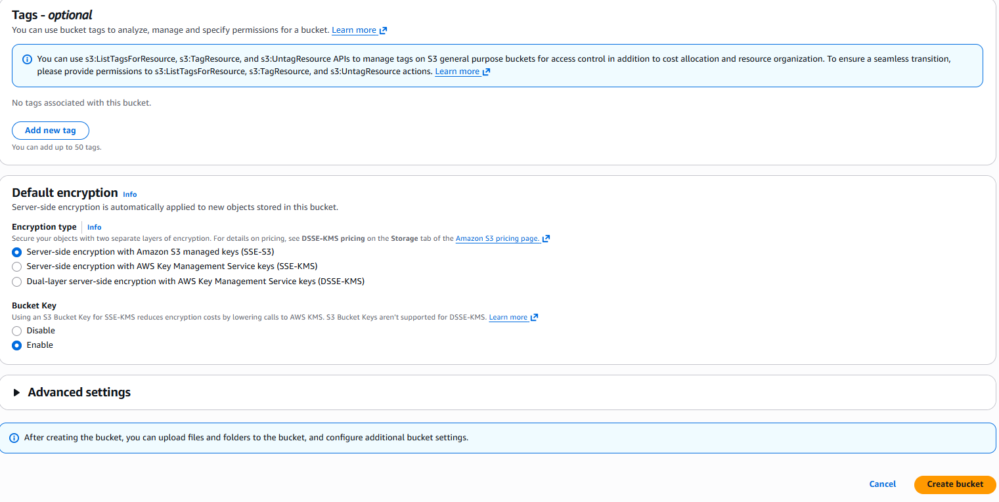 Tags - optional
You can use bucket tags to analyze, manage and specify permissions for a bucket. Learn more
You can use s3:ListTagsForResource, s3:TagResource, and s3:UntagResource APIs to manage tags on S3 general purpose buckets for access control in addition to cost allocation and resource organization. To ensure a seamless transition,
please provide permissions to s3:ListTagsForResource, s3:TagResource, and s3:UntagResource actions. Learn more
No tags associated with this bucket.
Add new tag
You can add up to 50 tags.
Default encryption Info
Server-side encryption is automatically applied to new objects stored in this bucket.
Encryption type Info
Secure your objects with two separate layers of encryption. For details on pricing, see DSSE-KMS pricing on the Storage tab of the Amazon S3 pricing page.
Server-side encryption with Amazon S3 managed keys (SSE-S3)
Server-side encryption with AWS Key Management Service keys (SSE-KMS)
Dual-layer server-side encryption with AWS Key Management Service keys (DSSE-KMS)
Bucket Key
Using an S3 Bucket Key for SSE-KMS reduces encryption costs by lowering calls to AWS KMS. S3 Bucket Keys aren't supported for DSSE-KMS. Learn more
Disable
Enable
Advanced settings
After creating the bucket, you can upload files and folders to the bucket, and configure additional bucket settings.
Cancel
Create bucket